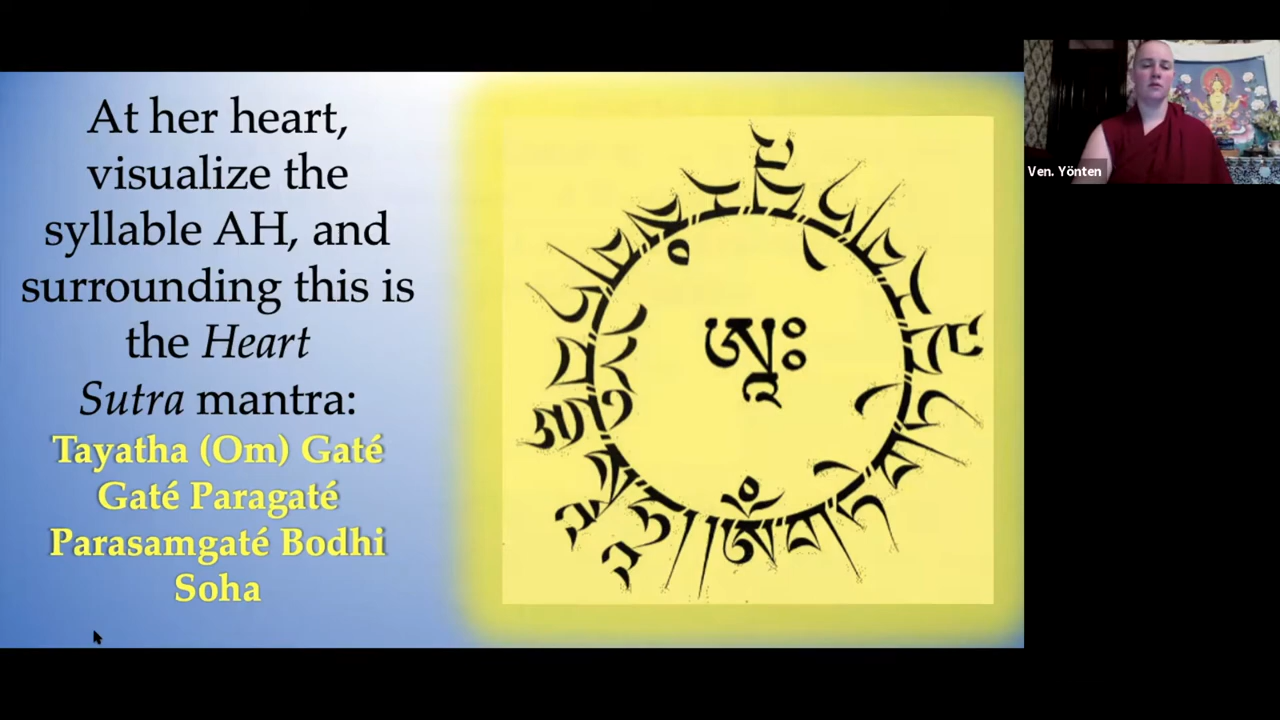 At her heart,
visualize the
syllable AH, and
surrounding this is
the Heart
Sutra mantra:
Tayatha (Om) Gaté
Gaté Paragaté
Parasamgaté Bodhi
Soha
ཨཱཿ
Ven. Yönten